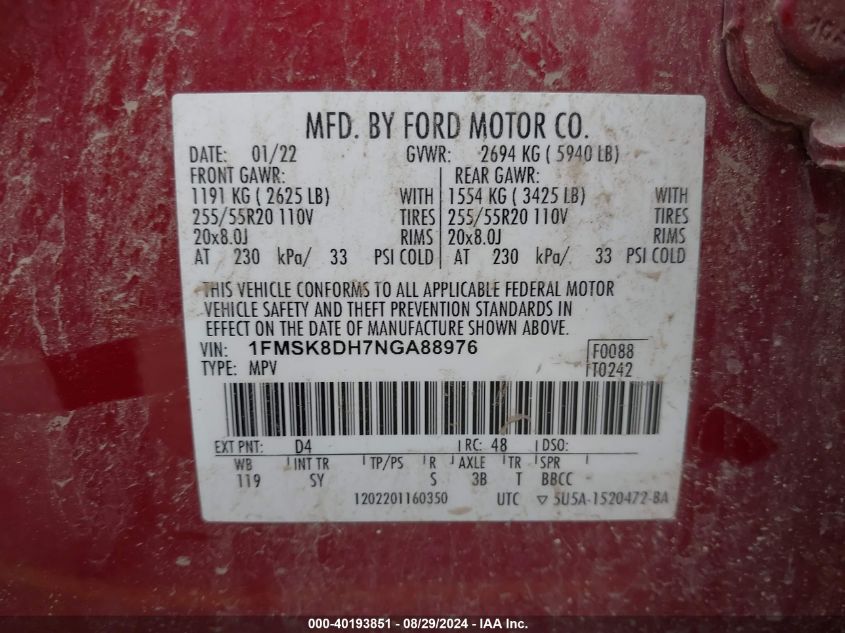 MFD. BY FORD MOTOR CO.
DATE: 01/22 GVWR: 2694 KG ( 5940 LB)
FRONT GAWR: REAR GAWR:
1191 KG ( 2625 LB) WITH 1554 KG ( 3425 LB) WITH
255/55R20 110V TIRES 255/55R20 110V TIRES
20x8.0J RIMS 20x8.0J RIMS
AT 230 kPa/ 33 PSI COLD AT 230 kPa/ 33 PSI COLD
THIS VEHICLE CONFORMS TO ALL APPLICABLE FEDERAL MOTOR
VEHICLE SAFETY AND THEFT PREVENTION STANDARDS IN
EFFECT ON THE DATE OF MANUFACTURE SHOWN ABOVE.
VIN: 1FMSK8DH7NGA88976 F0088
TYPE: MPV T0242
EXT PNT: D4 RC: 48 DSO:
WB INT TR TP/PS R AXLE TR SPR
119 SY S 3B T BBCC
1202201160350 UTC ▽ 5U5A-1520472-BA
000-40193851 - 08/29/2024 - IAA Inc.